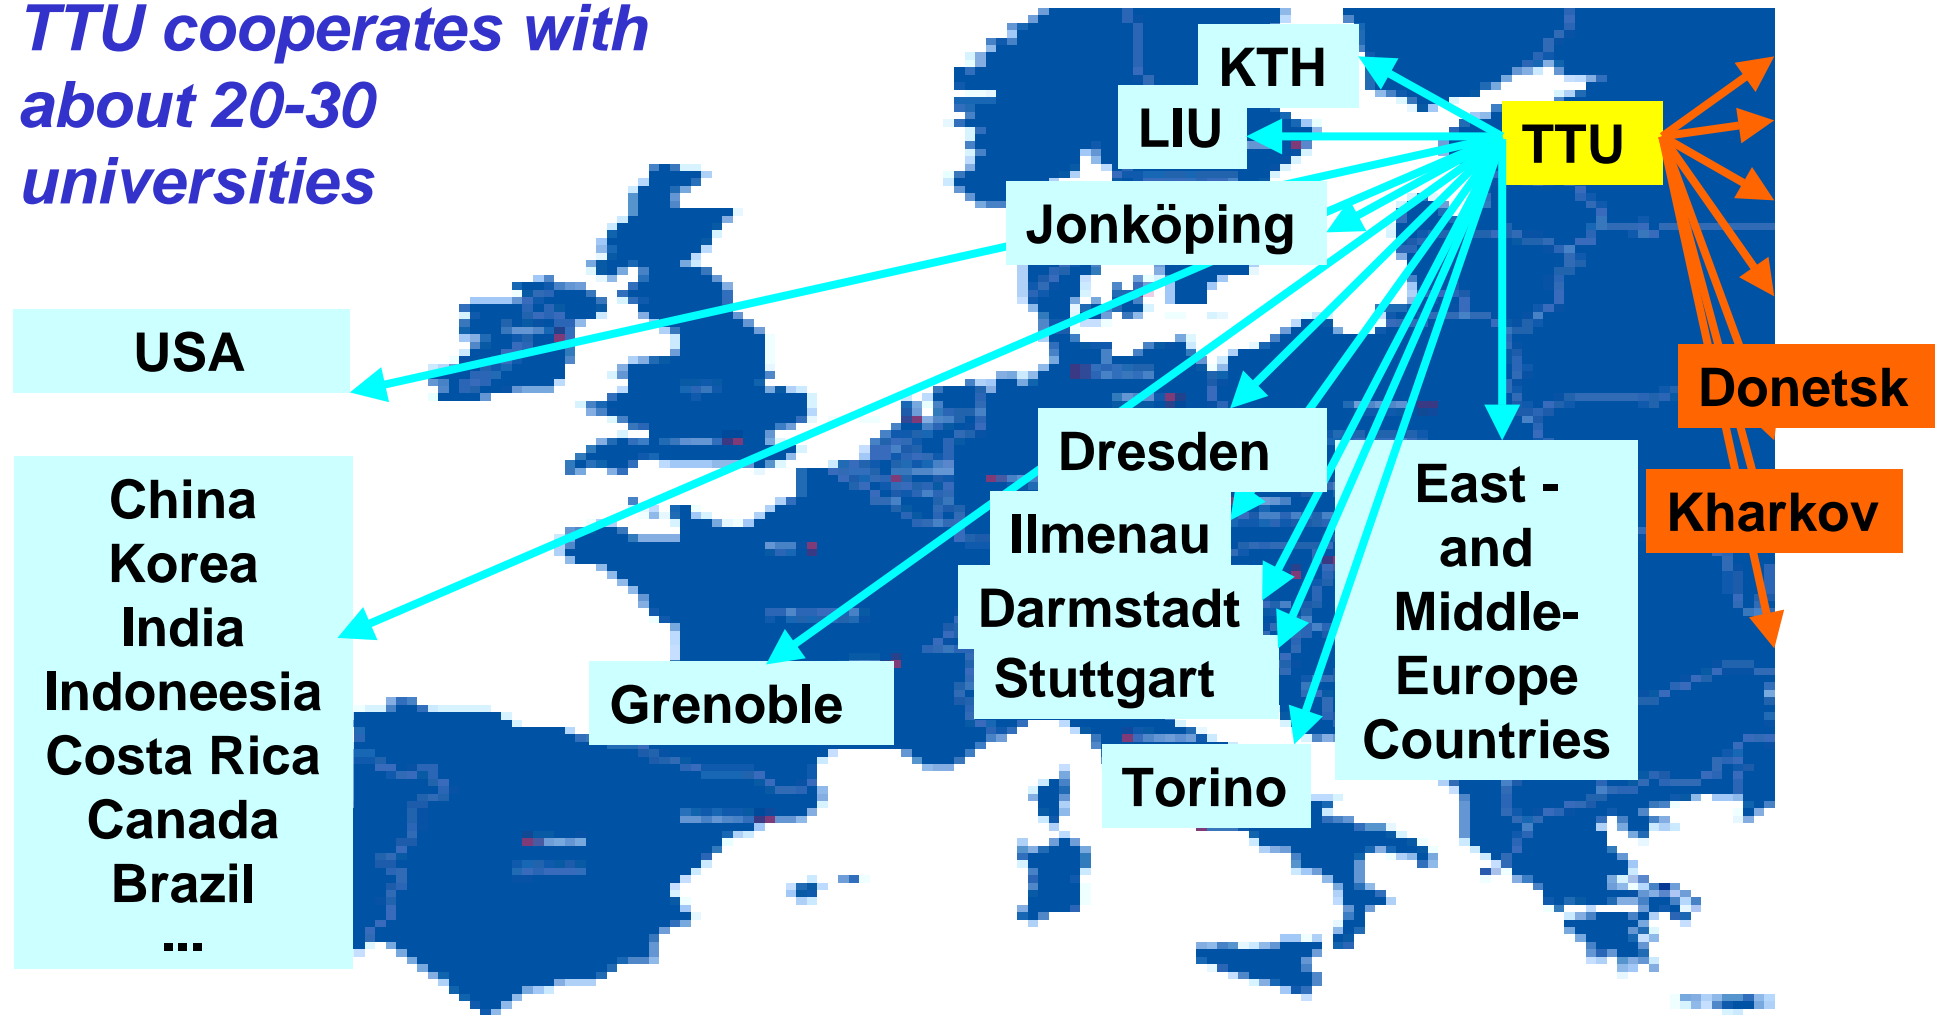 TTU cooperates with
about 20-30
universities
KTH
LIU
TTU
Jonköping
USA
Donetsk
Dresden
China
Korea
India
Indoneesia
Costa Rica
Canada
Brazil
...
Ilmenau
East -
and
Middle-
Europe
Countries
Kharkov
Darmstadt
Stuttgart
Grenoble
Torino